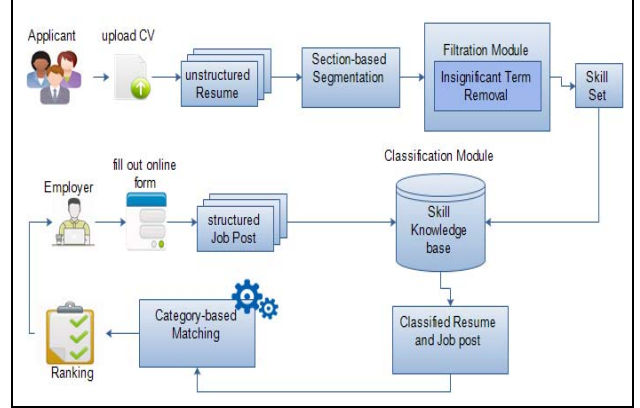 Applicant
upload CV
unstructured
Resume
Section-based
Segmentation
Filtration Module
Insignificant Term
Removal
Skill
Set
Employer
fill out online
form
structured
Job Post
Classification Module
Skill
Knowledge
base
Ranking
Category-based
Matching
Classified Resume
and Job post